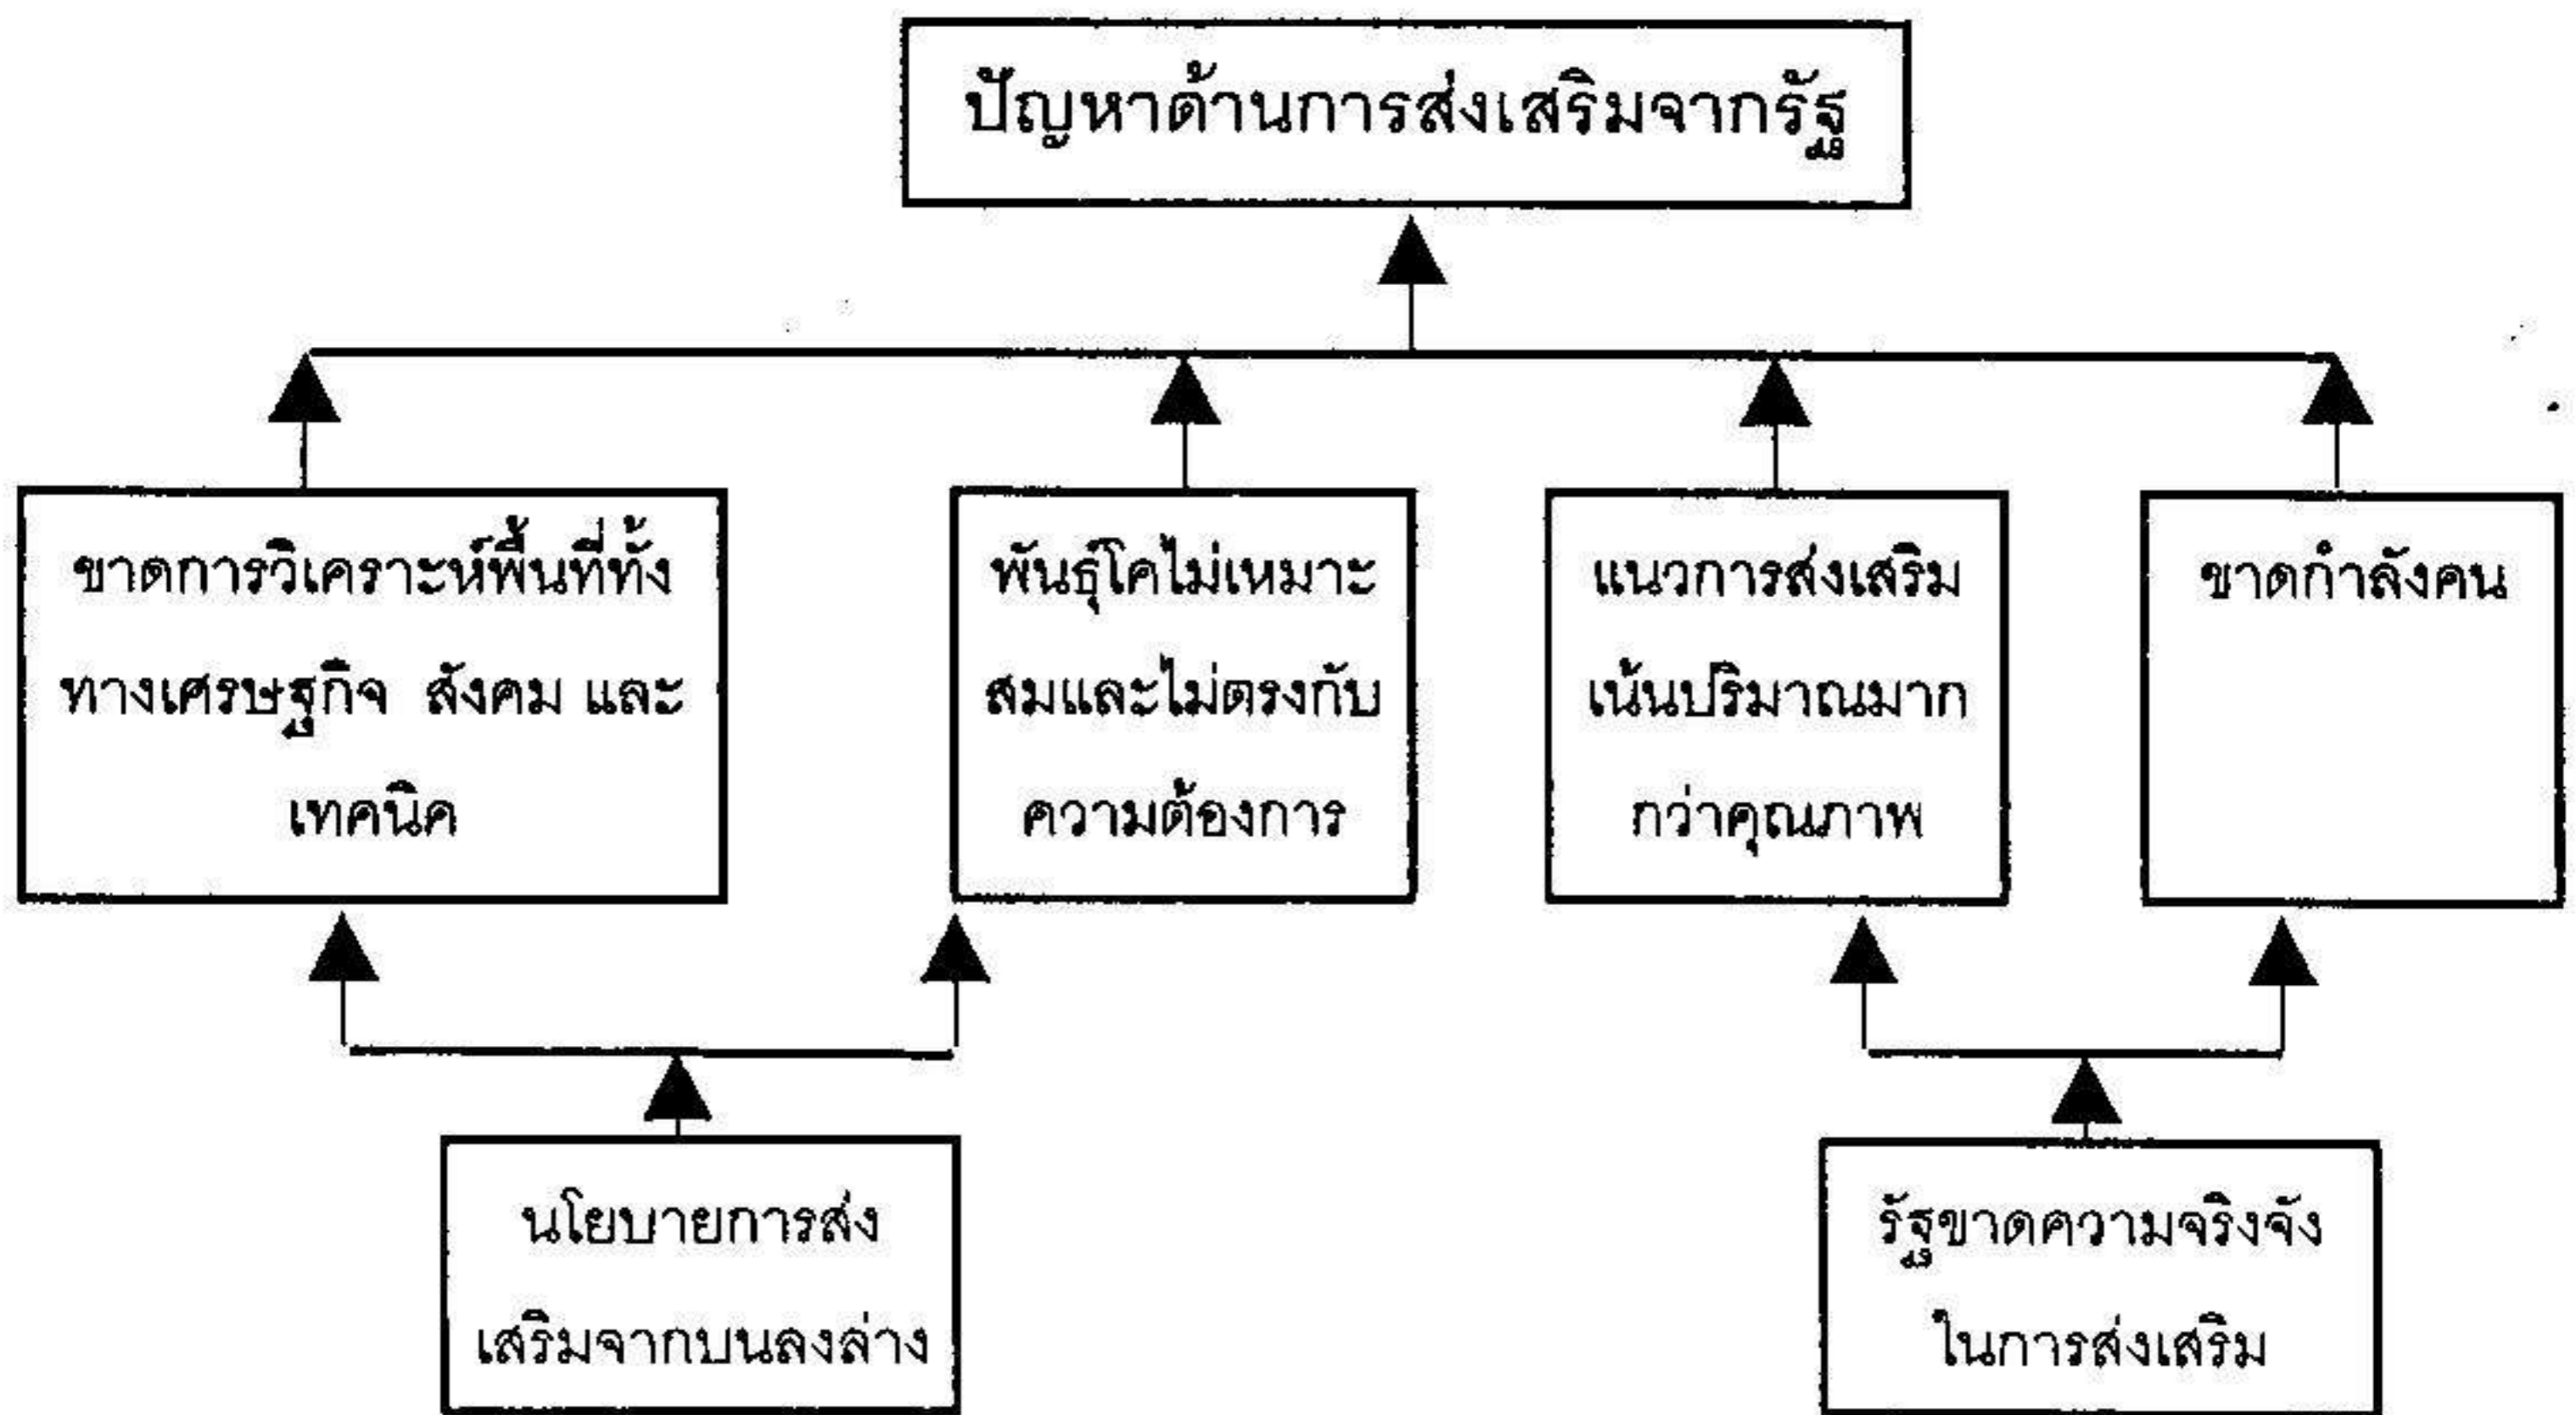 ปัญหาด้านการส่งเสริมจากรัฐ
ขาดการวิเคราะห์พื้นที่ทั้ง
ทางเศรษฐกิจ สังคม และ
เทคนิค
พันธุ์โคไม่เหมาะ
สมและไม่ตรงกับ
ความต้องการ
แนวการส่งเสริม
เน้นปริมาณมาก
กว่าคุณภาพ
ขาดกำลังคน
นโยบายการส่ง
เสริมจากบนลงล่าง
รัฐขาดความจริงจัง
ในการส่งเสริม